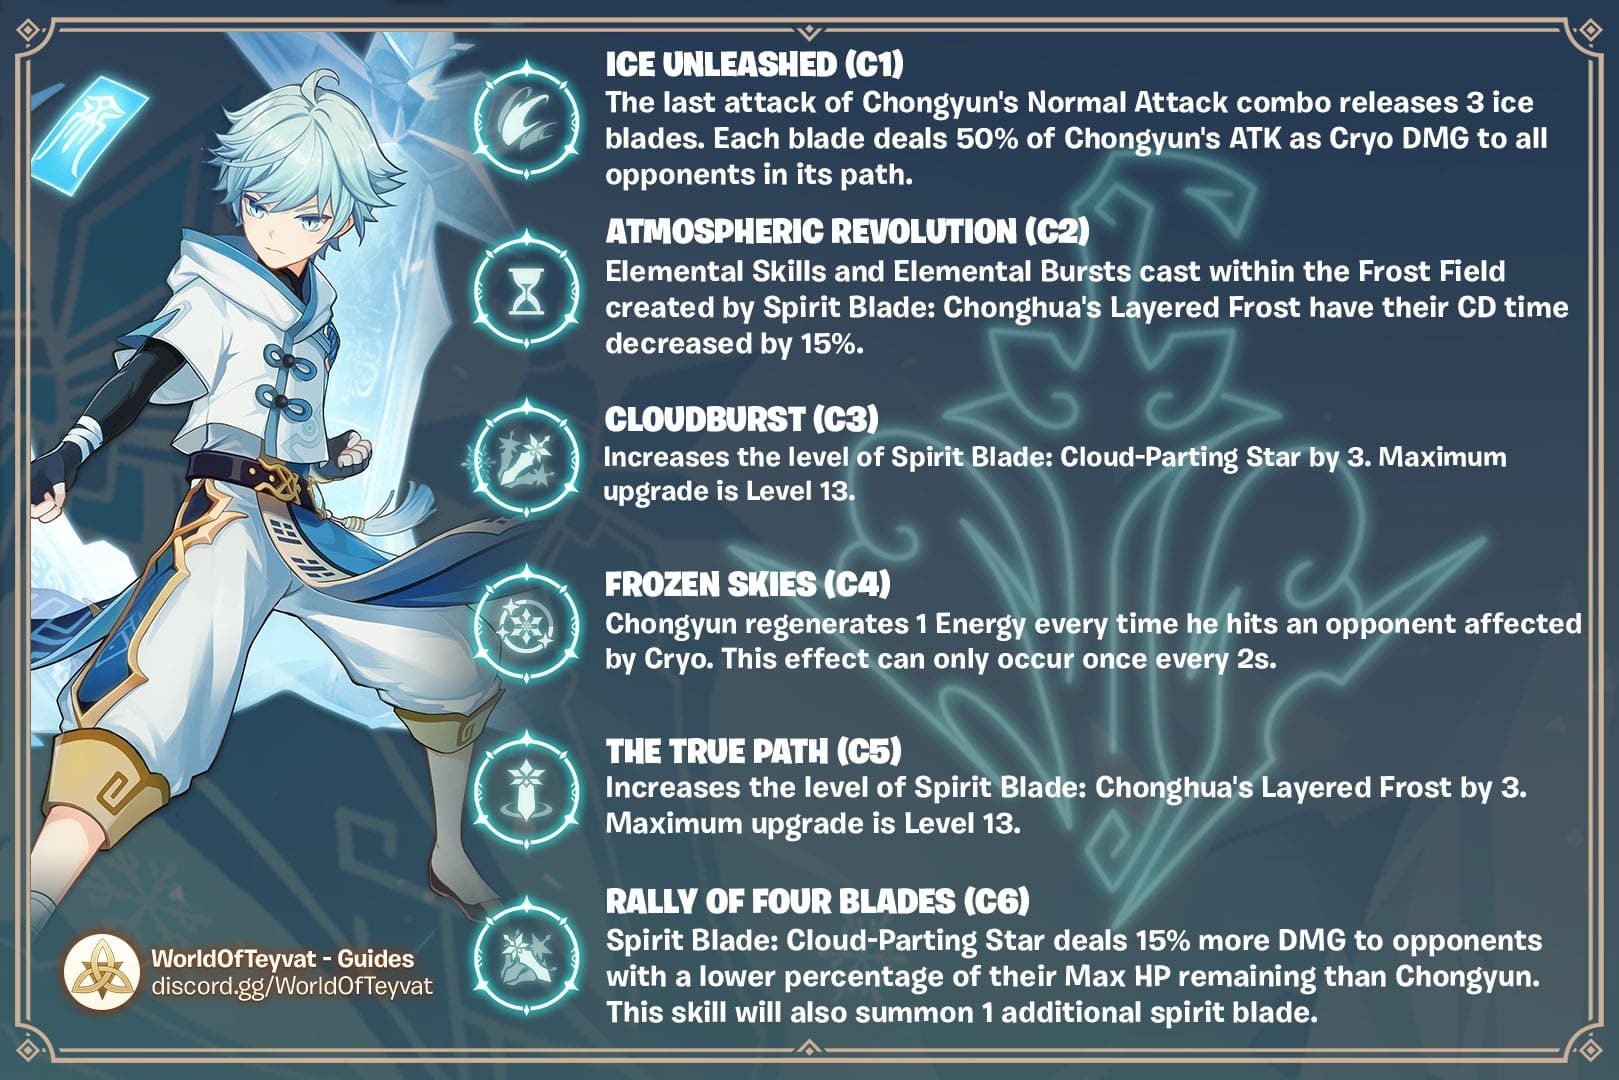 ICE UNLEASHED (C1)
The last attack of Chongyun's Normal Attack combo releases 3 ice
blades. Each blade deals 50% of Chongyun's ATK as Cryo DMG to all
opponents in its path.
ATMOSPHERIC REVOLUTION (C2)
Elemental Skills and Elemental Bursts cast within the Frost Field
created by Spirit Blade: Chonghua's Layered Frost have their CD time
decreased by 15%.
CLOUDBURST (C3)
Increases the level of Spirit Blade: Cloud-Parting Star by 3. Maximum
upgrade is Level 13.
FROZEN SKIES (C4)
Chongyun regenerates 1 Energy every time he hits an opponent affected
by Cryo. This effect can only occur once every 2s.
THE TRUE PATH (C5)
Increases the level of Spirit Blade: Chonghua's Layered Frost by 3.
Maximum upgrade is Level 13.
RALLY OF FOUR BLADES (C6)
Spirit Blade: Cloud-Parting Star deals 15% more DMG to opponents
with a lower percentage of their Max HP remaining than Chongyun.
This skill will also summon 1 additional spirit blade.
WorldOfTeyvat - Guides
discord.gg/WorldOfTeyvat